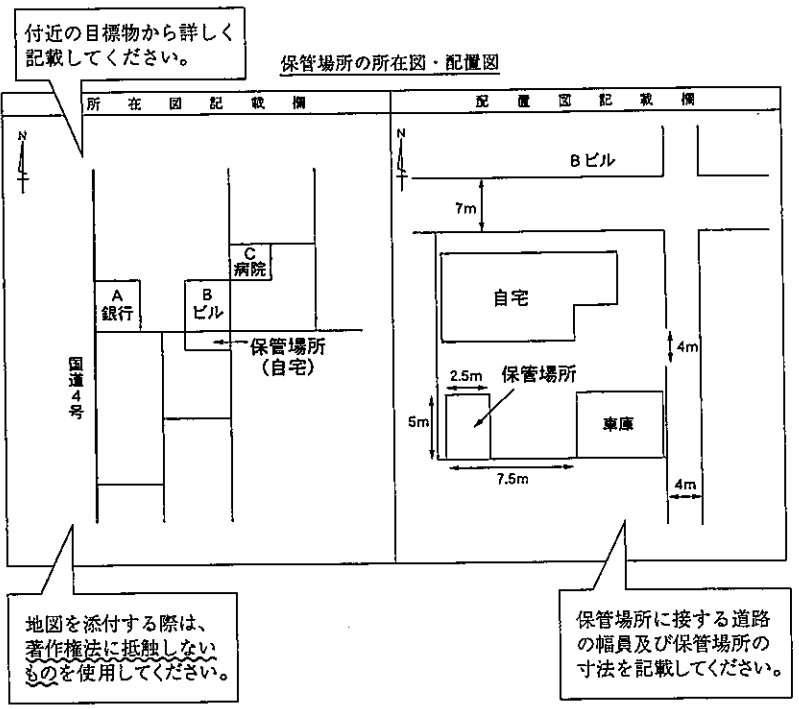 付近の目標物から詳しく
記載してください。
保管場所の所在図・配置図
所在図記載欄
配置図記載欄
N
C
病院
A
銀行
B
ビル
保管場所
(自宅)
国道4号
N
Bビル
7m
自宅
4m
2.5m
保管場所
5m
車庫
7.5m
4m
地図を添付する際は、
著作権法に抵触しない
ものを使用してください。
保管場所に接する道路
の幅員及び保管場所の
寸法を記載してください。